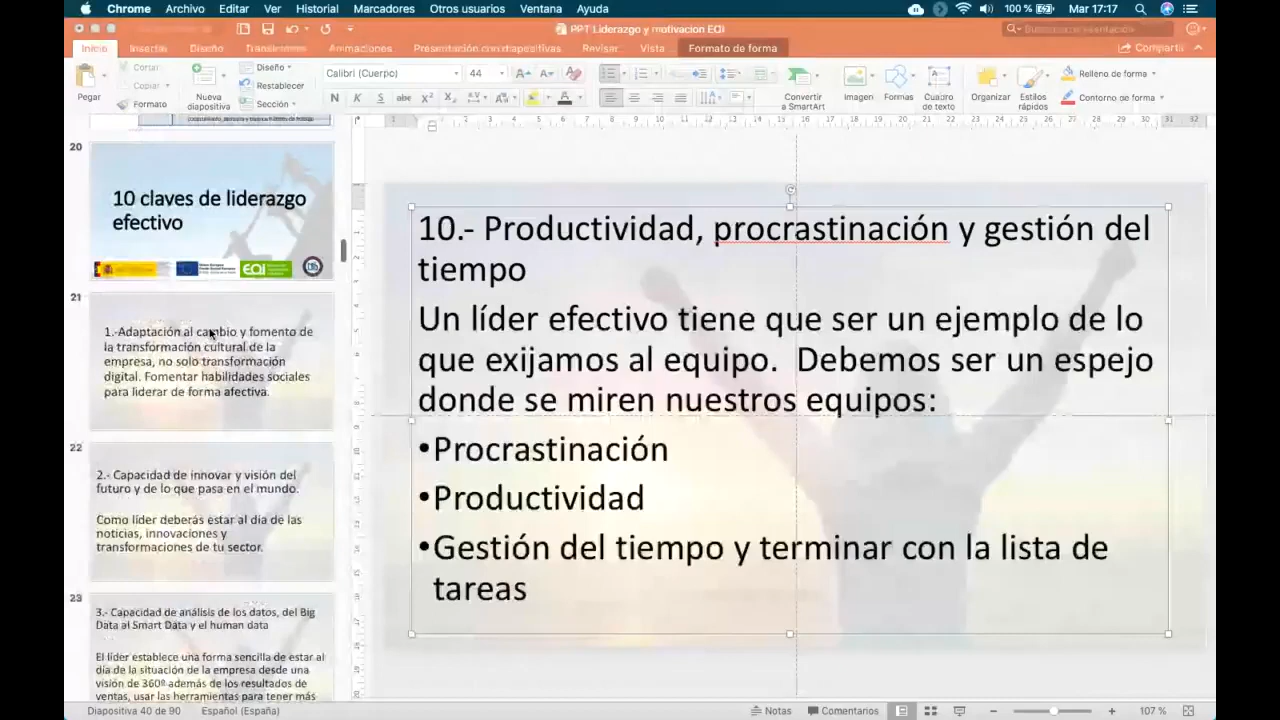 Chrome Archivo Editar Ver Historial Marcadores Otros usuarios Ventana Ayuda 100 % Mar 17:17
PPT Liderazgo y motivacion EOI
Inicio Insertar Diseño Transiciones Animaciones Presentación con diapositivas Revisar Vista Formato de forma Compartir
Pegar
Cortar
Copiar
Formato
Nueva
diapositiva
Diseño
Restablecer
Sección
Calibri (Cuerpo) 44
N K S abc X² X₂
Convertir
a SmartArt
Imagen
Formas
Cuadro
de texto
Organizar
Estilos
rápidos
Relleno de forma
Contorno de forma
20
10 claves de liderazgo
efectivo
EOI
21
1.-Adaptación al cambio y fomento de
la transformación cultural de la
empresa, no solo transformación
digital. Fomentar habilidades sociales
para liderar de forma afectiva.
22
2.- Capacidad de innovar y visión del
futuro y de lo que pasa en el mundo.
Como líder deberás estar al día de las
noticias, innovaciones y
transformaciones de tu sector.
23
3.- Capacidad de análisis de los datos, del Big
Data al Smart Data y el human data
El líder establece una forma sencilla de estar al
día de la situación de la empresa desde una
visión de 360º además de los resultados de
ventas, usar las herramientas para tener más
10.- Productividad, procrastinación y gestión del
tiempo
Un líder efectivo tiene que ser un ejemplo de lo
que exijamos al equipo. Debemos ser un espejo
donde se miren nuestros equipos:
•Procrastinación
•Productividad
•Gestión del tiempo y terminar con la lista de
tareas
Diapositiva 40 de 90 Español (España) Notas Comentarios 107 %